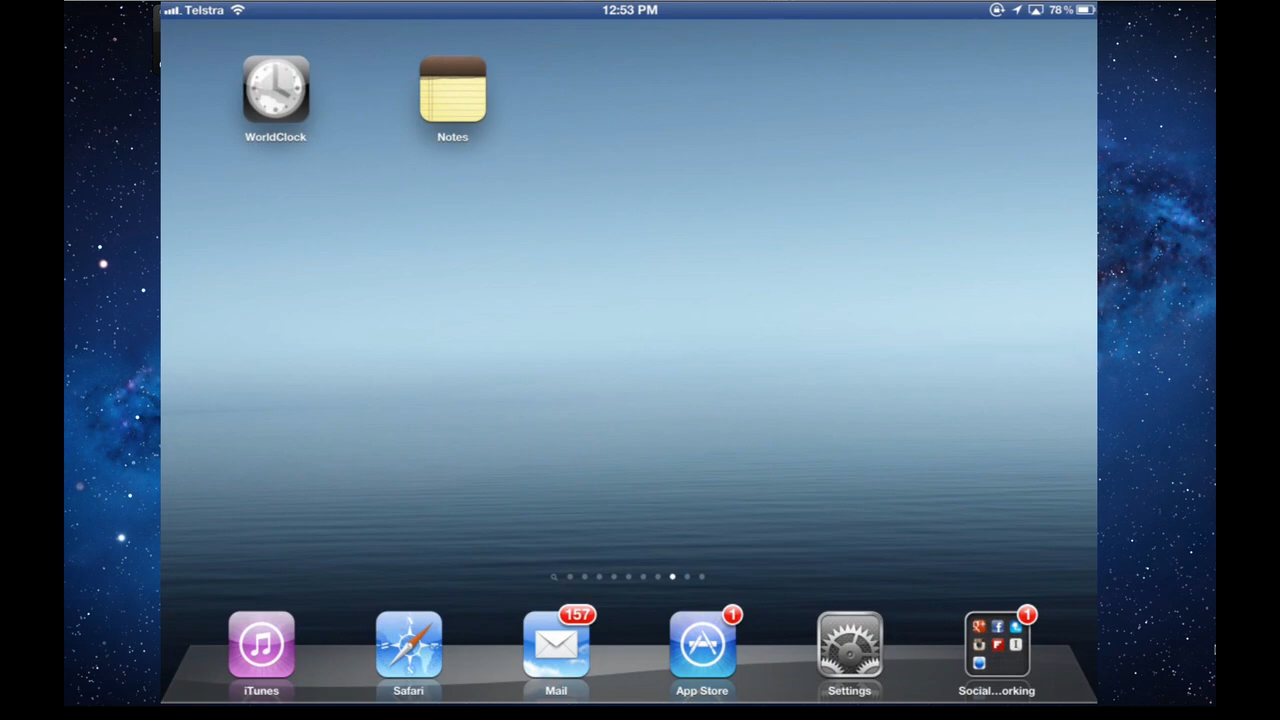 Telstra 12:53 PM 78%
WorldClock Notes
157 1 1
iTunes Safari Mail App Store Settings Social...orking